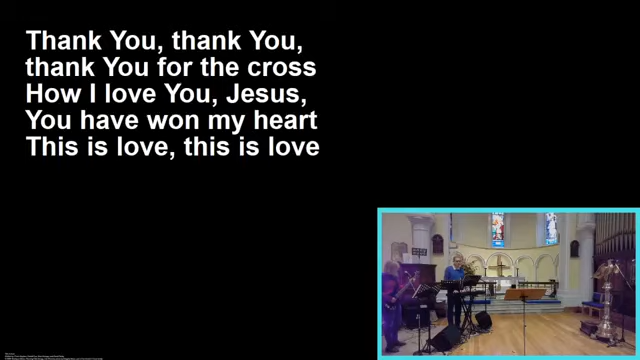 Thank You, thank You,
thank You for the cross
How I love You, Jesus,
You have won my heart
This is love, this is love